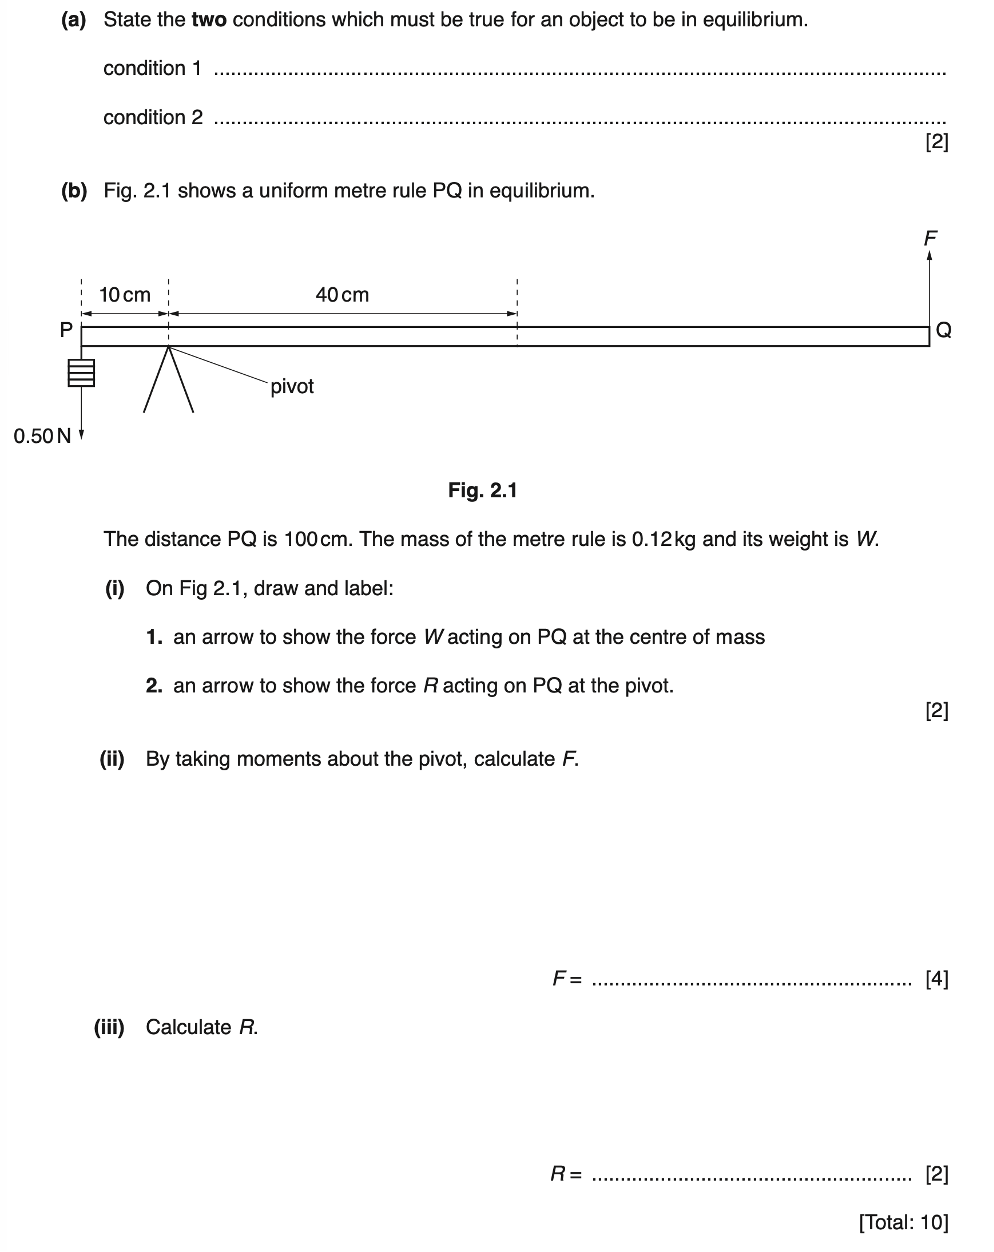 (a) State the two conditions which must be true for an object to be in equilibrium.
condition 1 ........................................................................................................................
condition 2 ........................................................................................................................
[2]
(b) Fig. 2.1 shows a uniform metre rule PQ in equilibrium.
F
10 cm
40 cm
P
Q
pivot
0.50 N
Fig. 2.1
The distance PQ is 100 cm. The mass of the metre rule is 0.12 kg and its weight is W.
(i) On Fig 2.1, draw and label:
1. an arrow to show the force W acting on PQ at the centre of mass
2. an arrow to show the force R acting on PQ at the pivot.
[2]
(ii) By taking moments about the pivot, calculate F.
F = ........................................................ [4]
(iii) Calculate R.
R = ........................................................ [2]
[Total: 10]